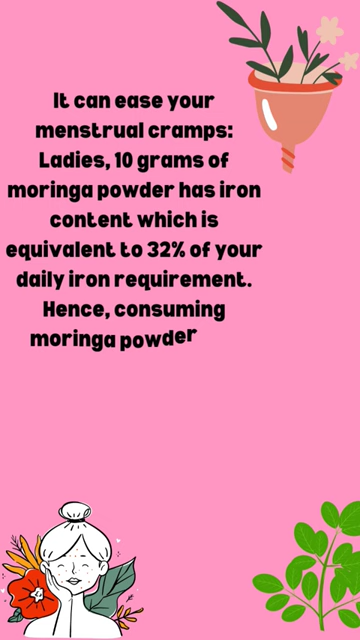 It can ease your
menstrual cramps:
Ladies, 10 grams of
moringa powder has iron
content which is
equivalent to 32% of your
daily iron requirement.
Hence, consuming
moringa powder